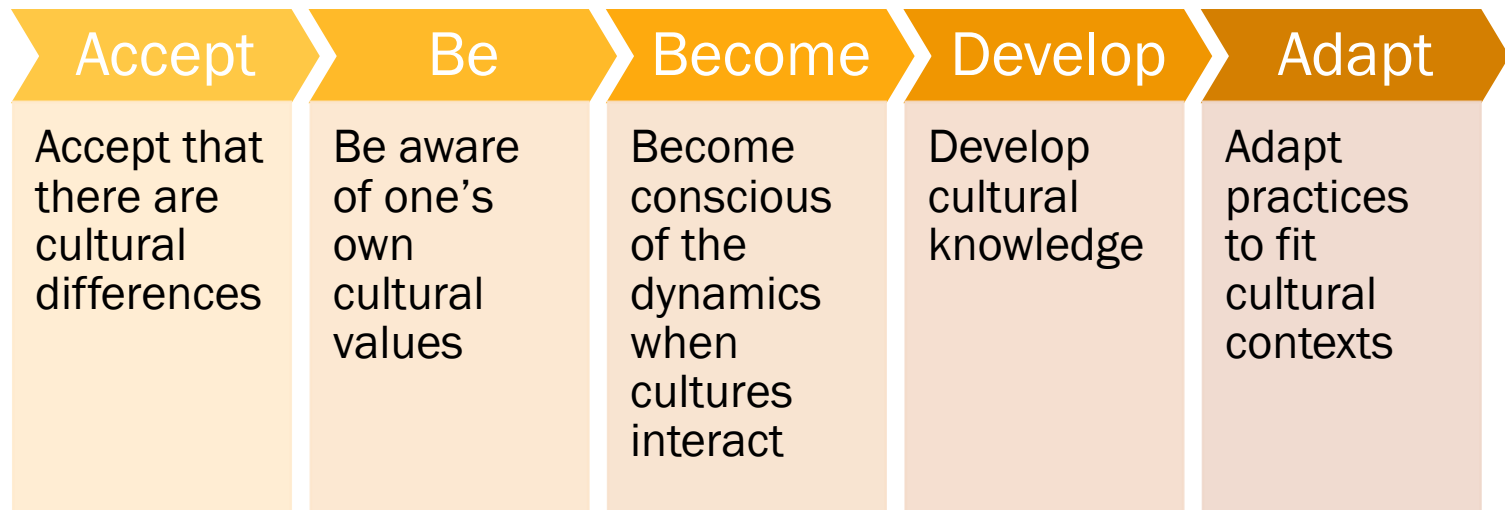 Accept
Be
Become
Develop
Adapt
Accept that
there are
cultural
differences
Be aware
of one’s
own
cultural
values
Become
conscious
of the
dynamics
when
cultures
interact
Develop
cultural
knowledge
Adapt
practices
to fit
cultural
contexts